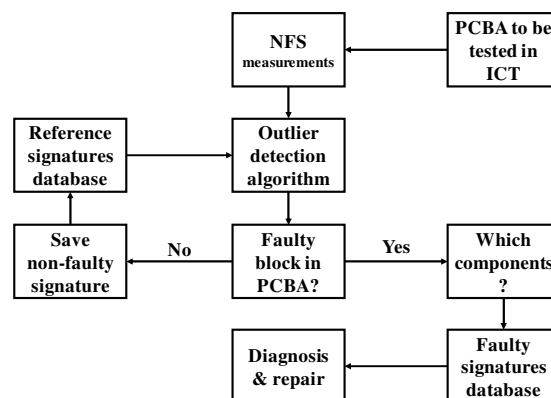 NFS
measurements
PCBA to be
tested in
ICT
Reference
signatures
database
Outlier
detection
algorithm
Save
non-faulty
signature
No
Faulty
block in
PCBA?
Yes
Which
components
?
Diagnosis
& repair
Faulty
signatures
database